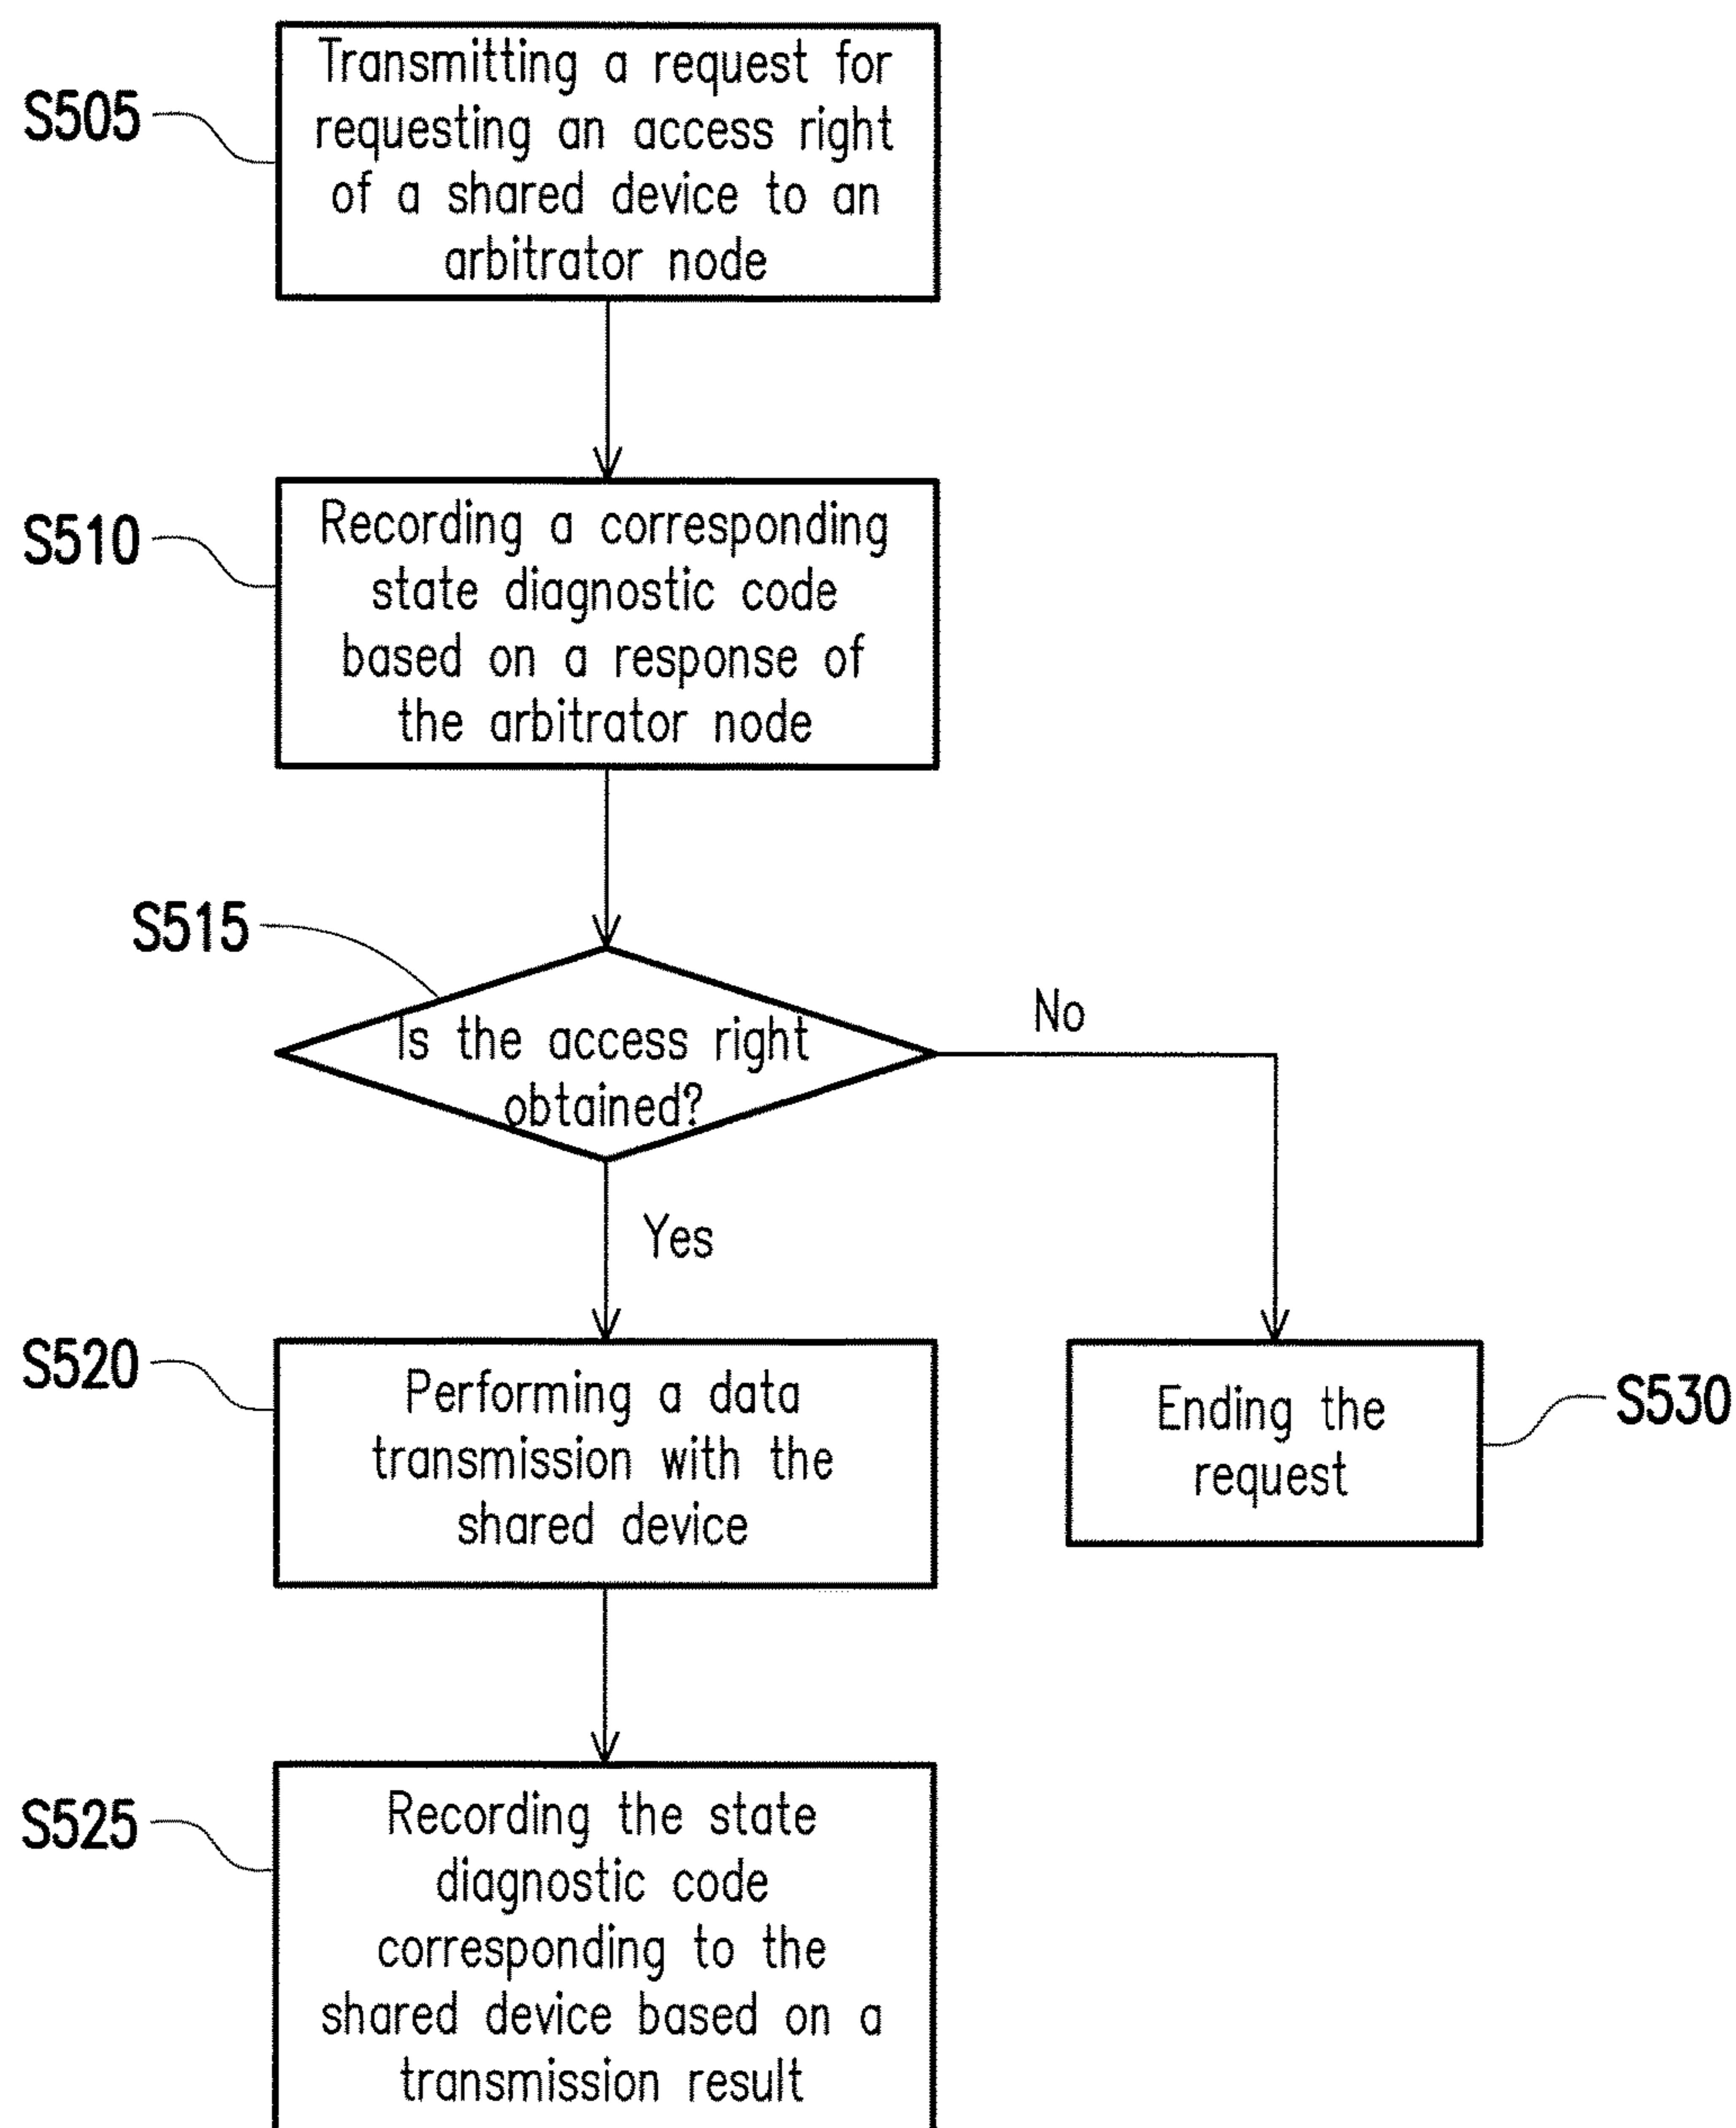 S505
Transmitting a request for
requesting an access right
of a shared device to an
arbitrator node
S510
Recording a corresponding
state diagnostic code
based on a response of
the arbitrator node
S515
Is the access right
obtained?
No
Yes
S520
Performing a data
transmission with the
shared device
Ending the
request
S530
S525
Recording the state
diagnostic code
corresponding to the
shared device based on a
transmission result